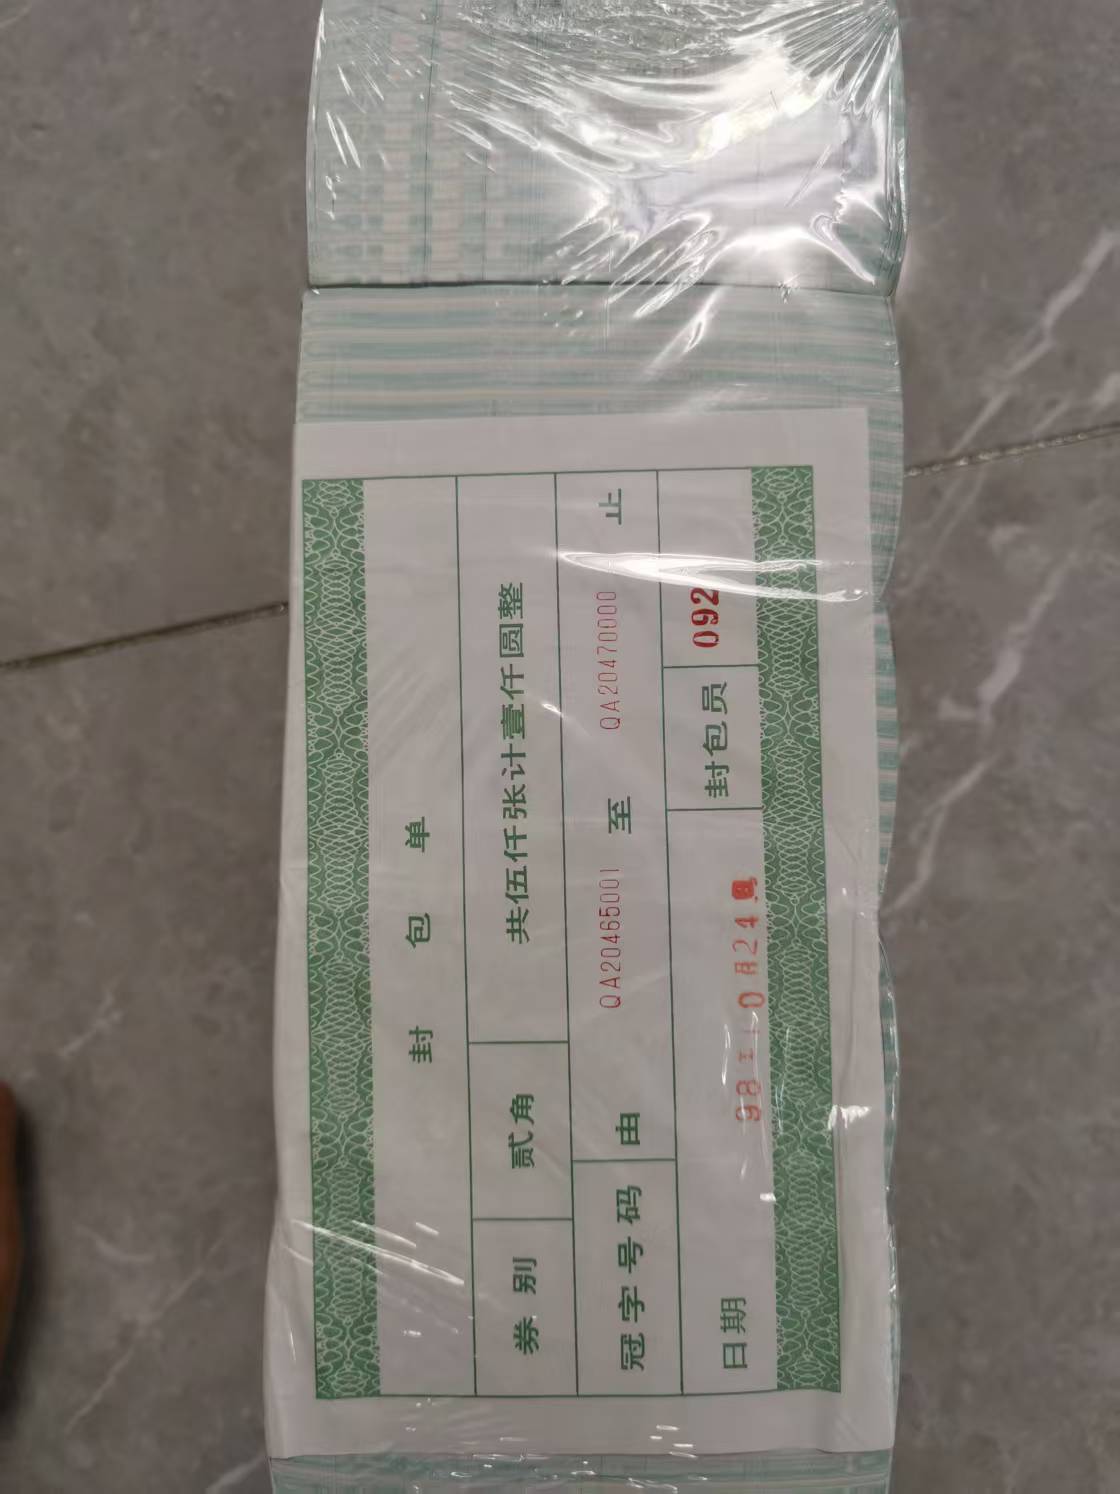 封包单
券别 贰角 共伍仟张计壹仟圆整
冠字号码 由 QA20465001 至 QA20470000 止
日期 封包员 092